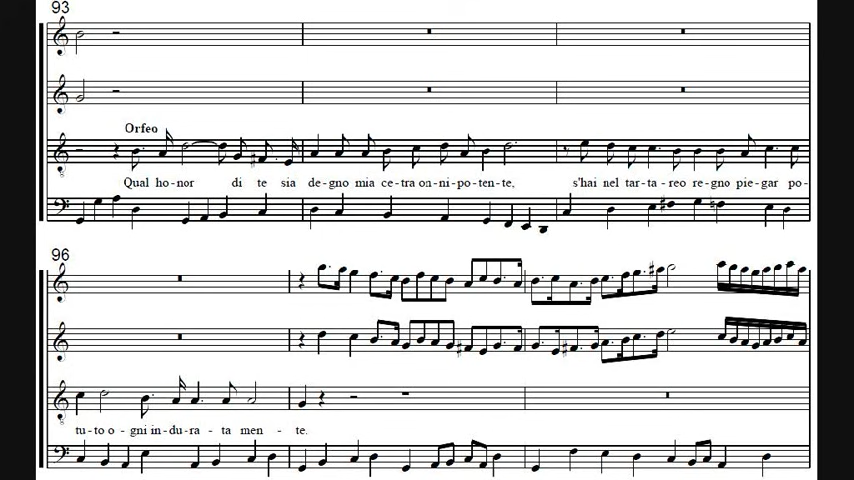 93
Orfeo
Qual ho-nor di te sia de-gno mia ce-tra on-ni-po-ten-te, s'hai nel tar-ta-reo re-gno pie-gar po-
96
tu-to o-gni in-du-ra-ta men-te.